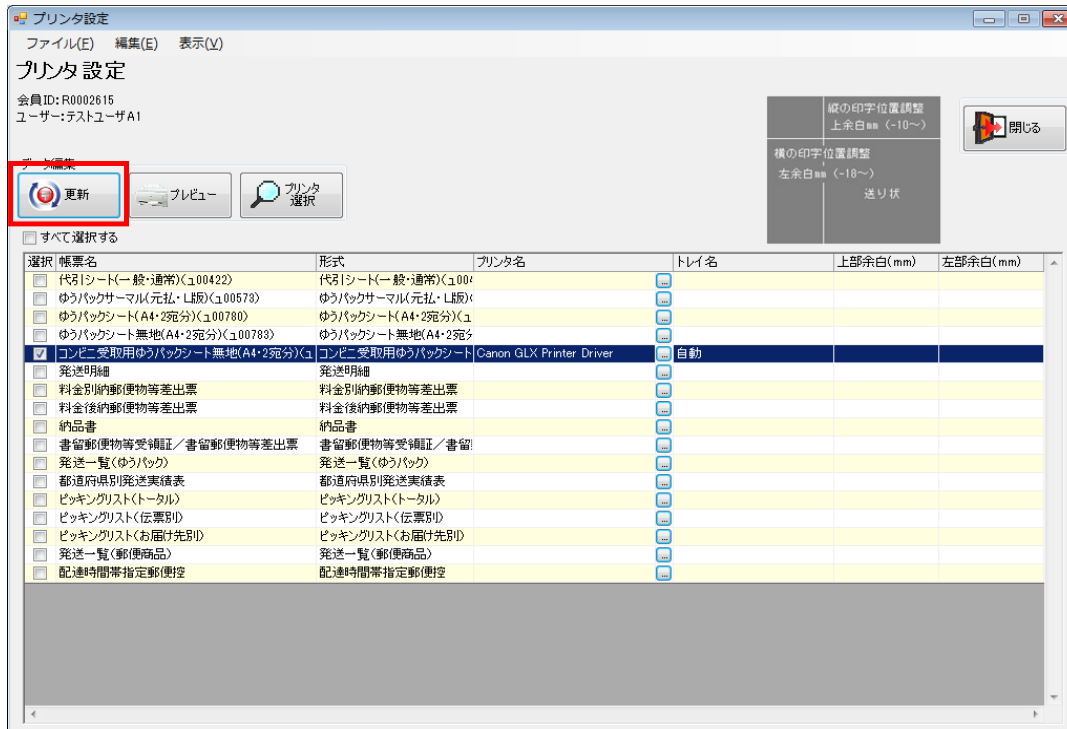 プリンタ設定
ファイル(F) 編集(E) 表示(V)
プリンタ設定
会員ID:R0002615
ユーザー:テストユーザA1
縦の印字位置調整
上余白mm (-10～)
横の印字位置調整
左余白mm (-18～)
送り状
閉じる
データ編集
更新
プレビュー
プリンタ
選択
すべて選択する
選択 帳票名 形式 プリンタ名 トレイ名 上部余白(mm) 左部余白(mm)
代引シート(一般・通常)(ュ00422) 代引シート(一般・通常)(ュ00
ゆうパックサーマル(元払・L版)(ュ00573) ゆうパックサーマル(元払・L版)(
ゆうパックシート(A4・2宛分)(ュ00780) ゆうパックシート(A4・2宛分)(ュ
ゆうパックシート無地(A4・2宛分)(ュ00783) ゆうパックシート無地(A4・2宛
コンビニ受取用ゆうパックシート無地(A4・2宛分)(ュ コンビニ受取用ゆうパックシート Canon GLX Printer Driver ... 自動
発送明細 発送明細 ...
料金別納郵便物等差出票 料金別納郵便物等差出票 ...
料金後納郵便物等差出票 料金後納郵便物等差出票 ...
納品書 納品書 ...
書留郵便物等受領証／書留郵便物等差出票 書留郵便物等受領証／書留 ...
発送一覧(ゆうパック) 発送一覧(ゆうパック) ...
都道府県別発送実績表 都道府県別発送実績表 ...
ピッキングリスト(トータル) ピッキングリスト(トータル) ...
ピッキングリスト(伝票別) ピッキングリスト(伝票別) ...
ピッキングリスト(お届け先別) ピッキングリスト(お届け先別) ...
発送一覧(郵便商品) 発送一覧(郵便商品) ...
配達時間帯指定郵便控 配達時間帯指定郵便控 ...